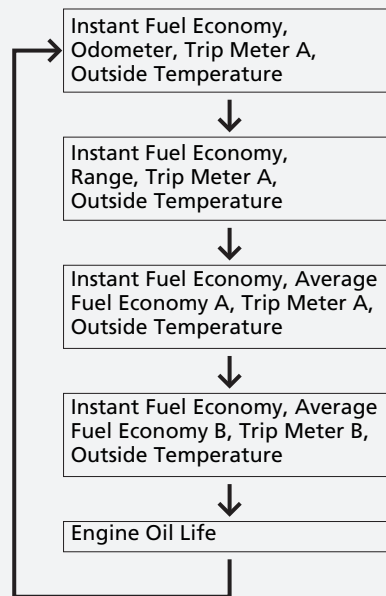 Instant Fuel Economy,
Odometer, Trip Meter A,
Outside Temperature
Instant Fuel Economy,
Range, Trip Meter A,
Outside Temperature
Instant Fuel Economy, Average
Fuel Economy A, Trip Meter A,
Outside Temperature
Instant Fuel Economy, Average
Fuel Economy B, Trip Meter B,
Outside Temperature
Engine Oil Life